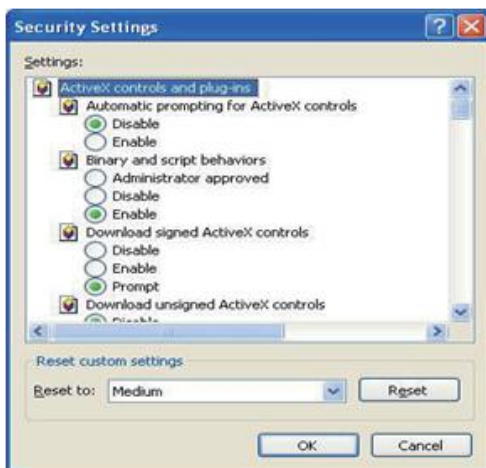 Security Settings
Settings:
ActiveX controls and plug-ins
Automatic prompting for ActiveX controls
Disable
Enable
Binary and script behaviors
Administrator approved
Disable
Enable
Download signed ActiveX controls
Disable
Enable
Prompt
Download unsigned ActiveX controls
Disable
Reset custom settings
Reset to:
Medium
Reset
OK
Cancel